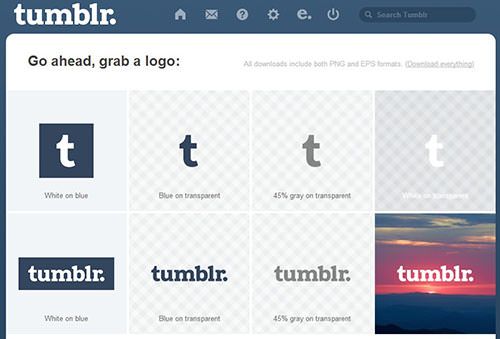 tumblr.
e.
Search Tumblr
Go ahead, grab a logo:
All downloads include both PNG and EPS formats. (Download everything)
t
t
t
t
White on blue
Blue on transparent
45% gray on transparent
White on transparent
tumblr.
tumblr.
tumblr.
tumblr.
White on blue
Blue on transparent
45% gray on transparent